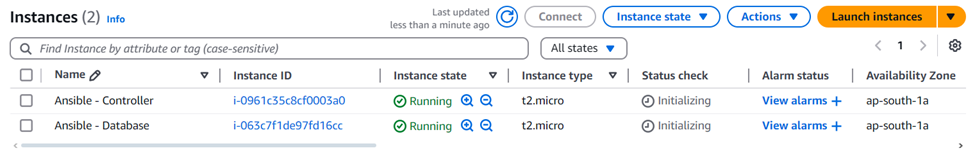 Instances (2) Info
Last updated
less than a minute ago
Connect
Instance state
Actions
Launch instances
Find Instance by attribute or tag (case-sensitive)
All states
1
Name Instance ID Instance state Instance type Status check Alarm status Availability Zone
Ansible - Controller i-0961c35c8cf0003a0 Running t2.micro Initializing View alarms + ap-south-1a
Ansible - Database i-063c7f1de97fd16cc Running t2.micro Initializing View alarms + ap-south-1a